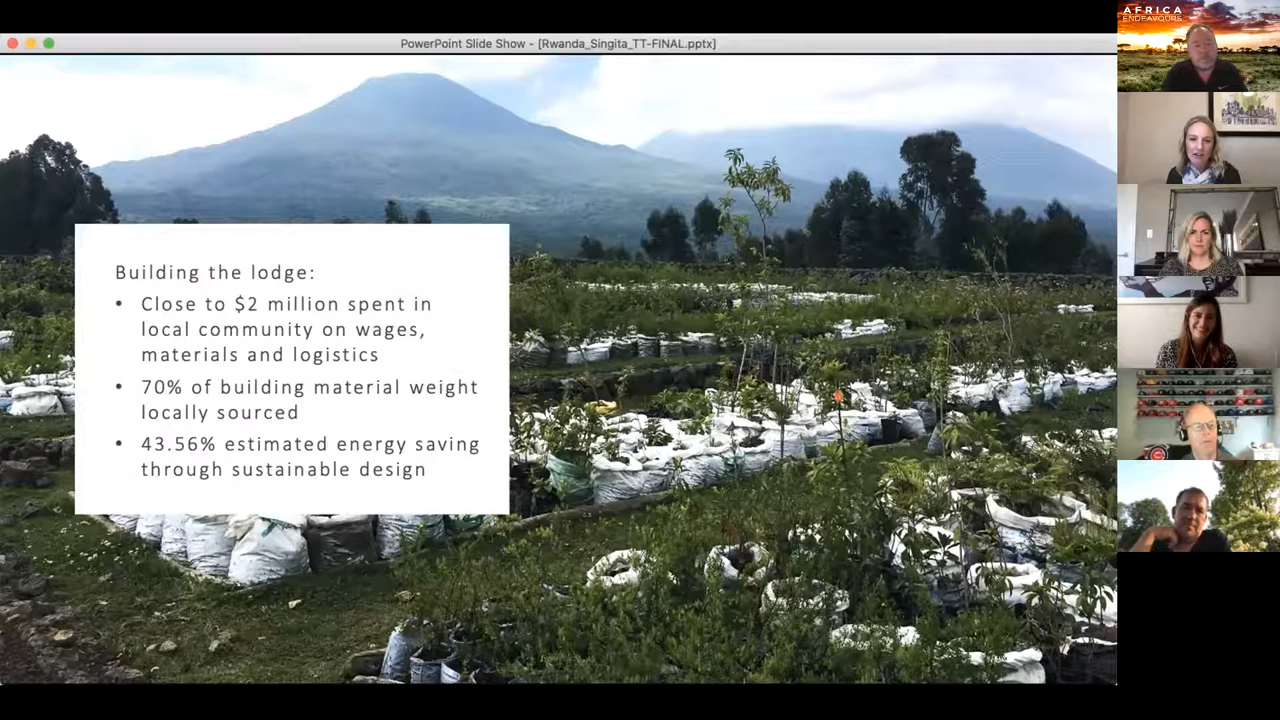 PowerPoint Slide Show - [Rwanda_Singita_TT-FINAL.pptx]
AFRICA
ENDEAVOURS
Building the lodge:
• Close to $2 million spent in
local community on wages,
materials and logistics
• 70% of building material weight
locally sourced
• 43.56% estimated energy saving
through sustainable design